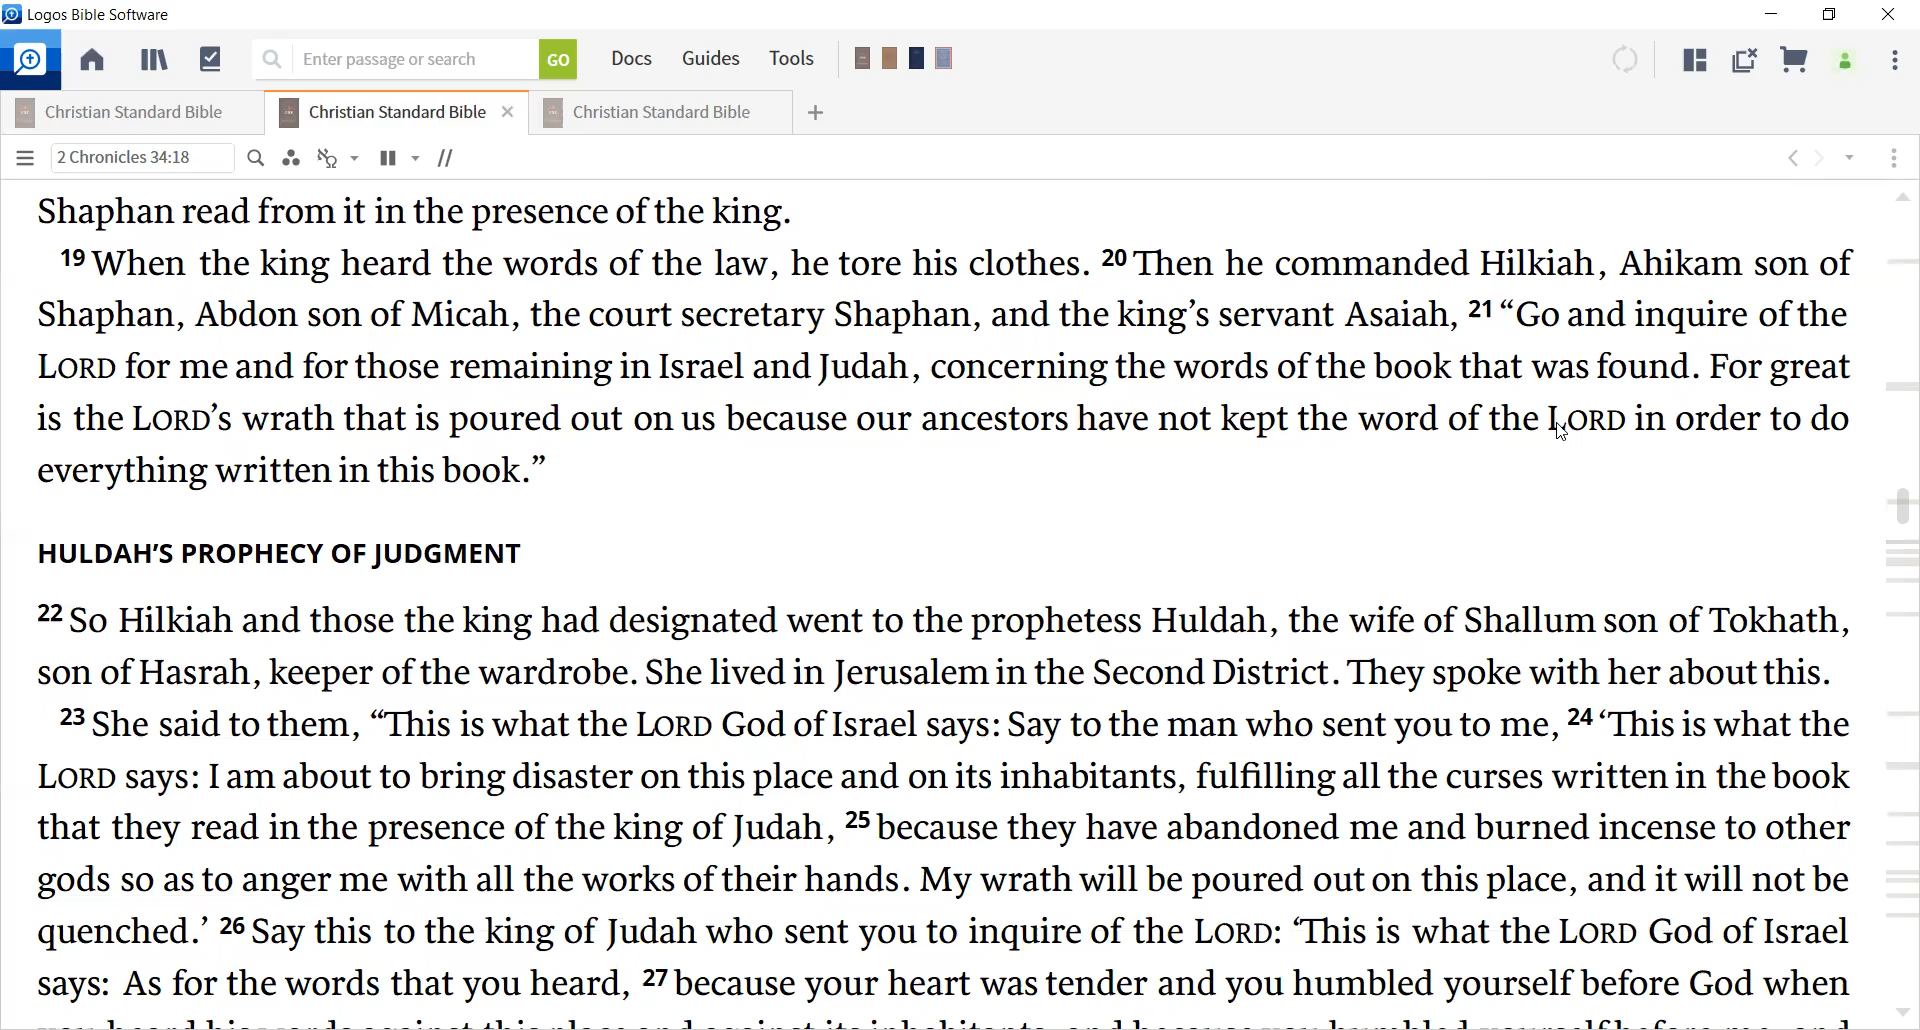 Logos Bible Software
Enter passage or search GO Docs Guides Tools
Christian Standard Bible Christian Standard Bible Christian Standard Bible
2 Chronicles 34:18
Shaphan read from it in the presence of the king.
19 When the king heard the words of the law, he tore his clothes. 20 Then he commanded Hilkiah, Ahikam son of
Shaphan, Abdon son of Micah, the court secretary Shaphan, and the king’s servant Asaiah, 21 “Go and inquire of the
LORD for me and for those remaining in Israel and Judah, concerning the words of the book that was found. For great
is the LORD’s wrath that is poured out on us because our ancestors have not kept the word of the LORD in order to do
everything written in this book.”
HULDAH’S PROPHECY OF JUDGMENT
22 So Hilkiah and those the king had designated went to the prophetess Huldah, the wife of Shallum son of Tokhath,
son of Hasrah, keeper of the wardrobe. She lived in Jerusalem in the Second District. They spoke with her about this.
23 She said to them, “This is what the LORD God of Israel says: Say to the man who sent you to me, 24 ‘This is what the
LORD says: I am about to bring disaster on this place and on its inhabitants, fulfilling all the curses written in the book
that they read in the presence of the king of Judah, 25 because they have abandoned me and burned incense to other
gods so as to anger me with all the works of their hands. My wrath will be poured out on this place, and it will not be
quenched.’ 26 Say this to the king of Judah who sent you to inquire of the LORD: ‘This is what the LORD God of Israel
says: As for the words that you heard, 27 because your heart was tender and you humbled yourself before God when